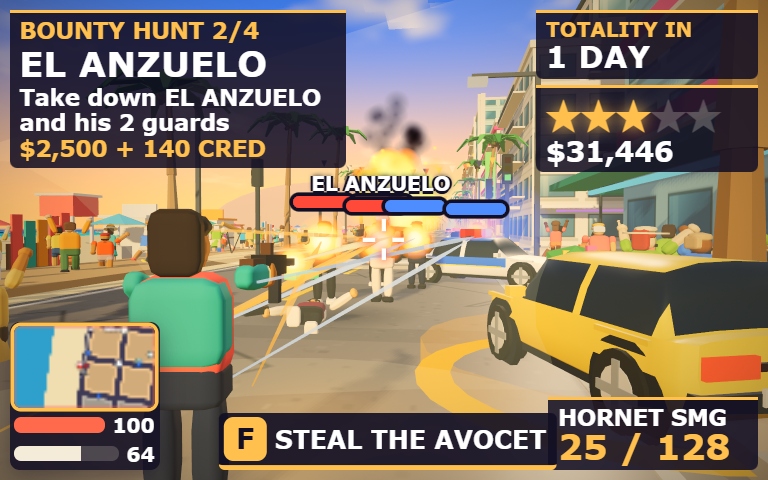 BOUNTY HUNT 2/4
EL ANZUELO
Take down EL ANZUELO
and his 2 guards
$2,500 + 140 CRED
TOTALITY IN
1 DAY
$31,446
EL ANZUELO
100
64
F STEAL THE AVOCET
HORNET SMG
25 / 128